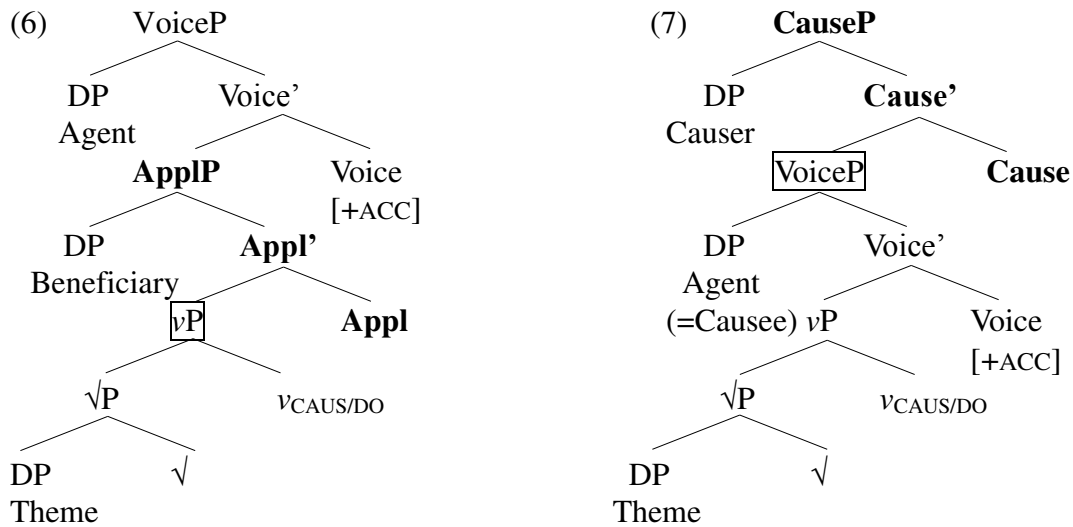 (6) VoiceP
DP Voice’
Agent
ApplP Voice
[+ACC]
DP Appl’
Beneficiary
vP Appl
√P vCAUS/DO
DP √
Theme
(7) CauseP
DP Cause’
Causer
VoiceP Cause
DP Voice’
Agent
(=Causee) vP Voice
[+ACC]
√P vCAUS/DO
DP √
Theme